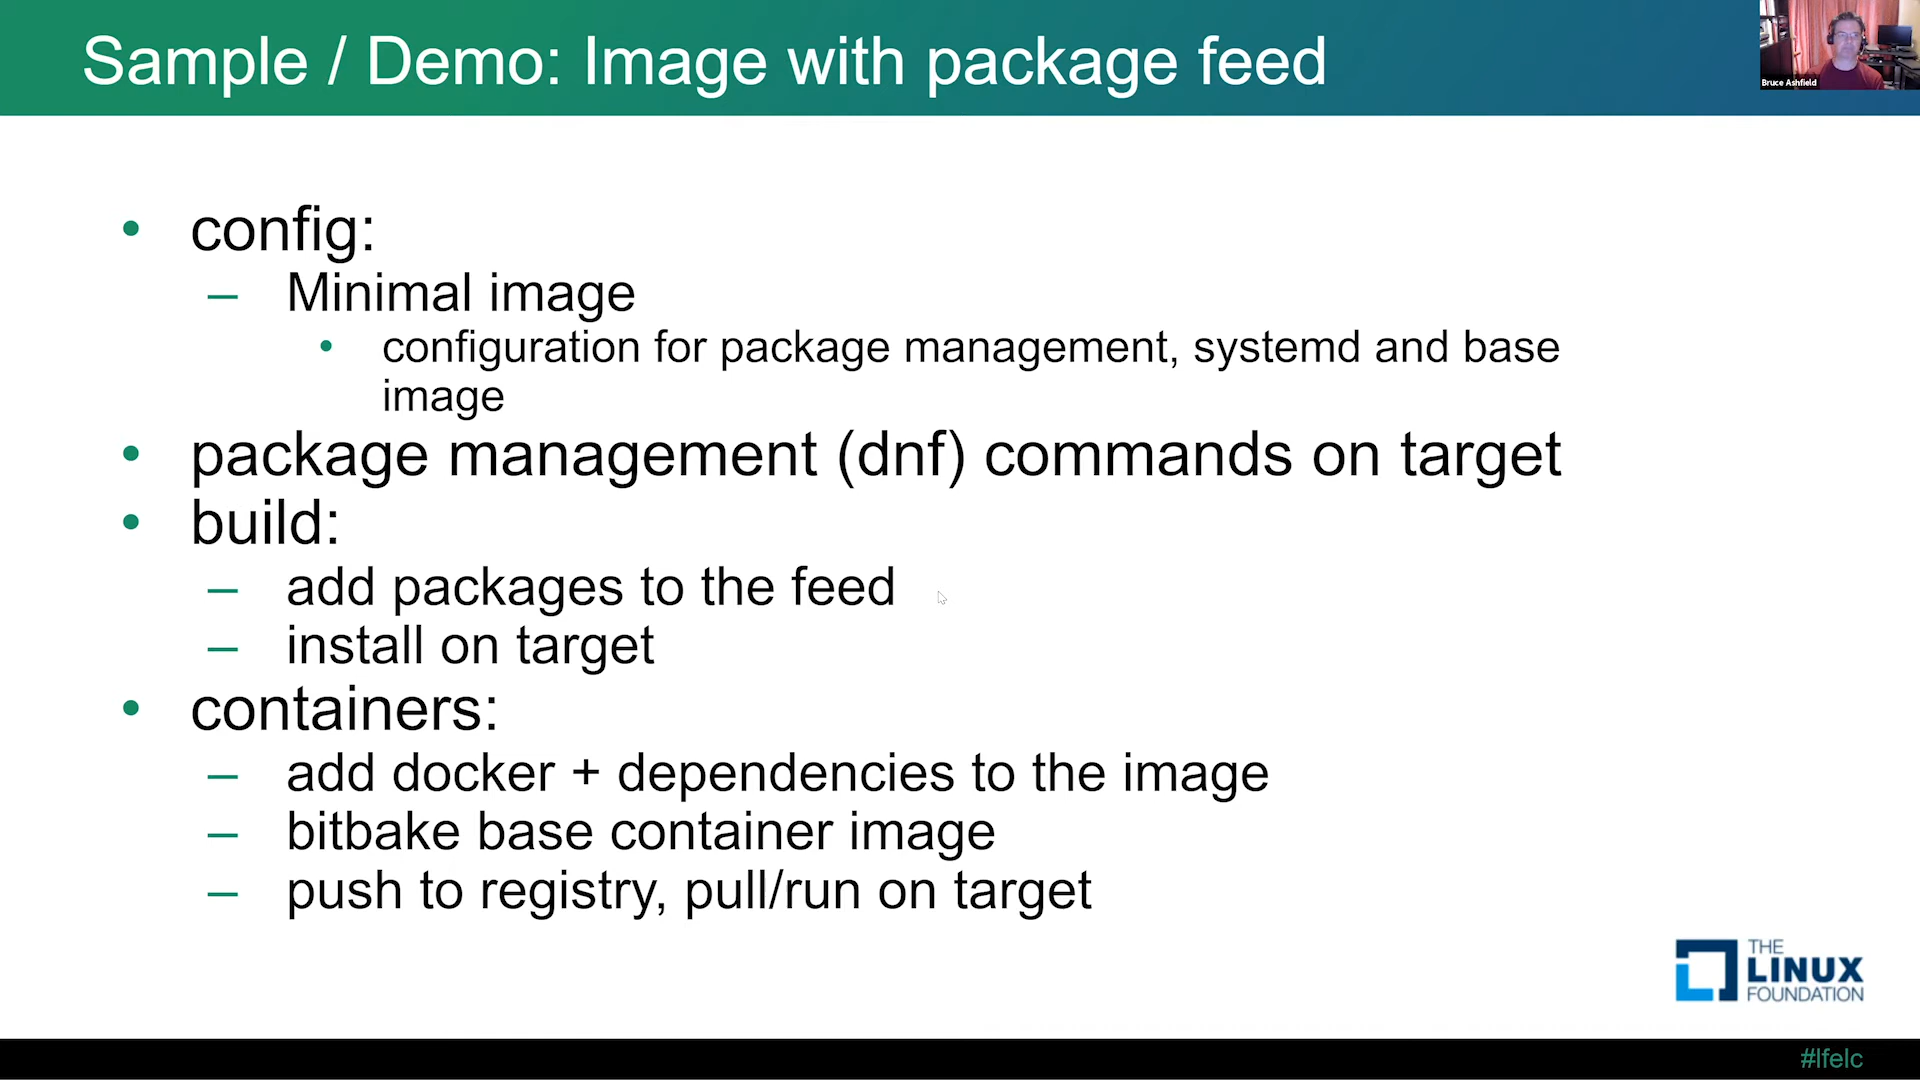 Sample / Demo: Image with package feed
Bruce Ashfield
• config:
– Minimal image
• configuration for package management, systemd and base
image
• package management (dnf) commands on target
• build:
– add packages to the feed
– install on target
• containers:
– add docker + dependencies to the image
– bitbake base container image
– push to registry, pull/run on target
THE
LINUX
FOUNDATION
#lfelc